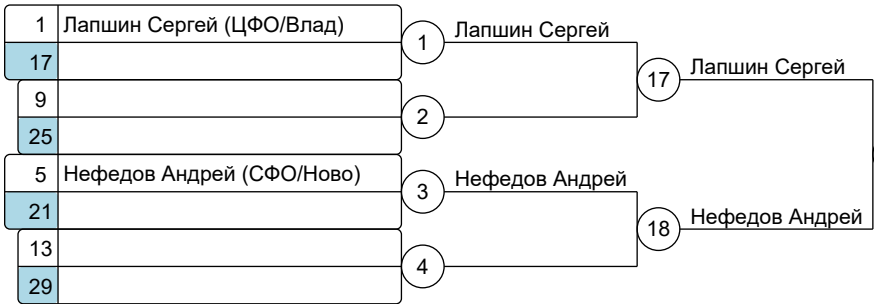 1 Лапшин Сергей (ЦФО/Влад)
17
1 Лапшин Сергей
9
25
2
17 Лапшин Сергей
5 Нефедов Андрей (СФО/Ново)
21
3 Нефедов Андрей
13
29
4
18 Нефедов Андрей